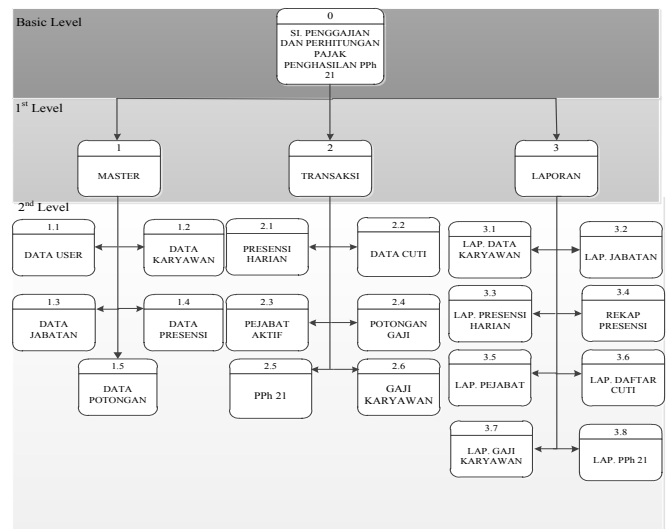 Basic Level
0
SI. PENGGAJIAN
DAN PERHITUNGAN
PAJAK
PENGHASILAN PPh
21
1st Level
1
MASTER
2
TRANSAKSI
3
LAPORAN
2nd Level
1.1
DATA USER
1.2
DATA
KARYAWAN
2.1
PRESENSI
HARIAN
2.2
DATA CUTI
3.1
LAP. DATA
KARYAWAN
3.2
LAP. JABATAN
1.3
DATA
JABATAN
1.4
DATA
PRESENSI
2.3
PEJABAT
AKTIF
2.4
POTONGAN
GAJI
3.3
LAP. PRESENSI
HARIAN
3.4
REKAP
PRESENSI
1.5
DATA
POTONGAN
2.5
PPh 21
2.6
GAJI
KARYAWAN
3.5
LAP. PEJABAT
3.6
LAP. DAFTAR
CUTI
3.7
LAP. GAJI
KARYAWAN
3.8
LAP. PPh 21